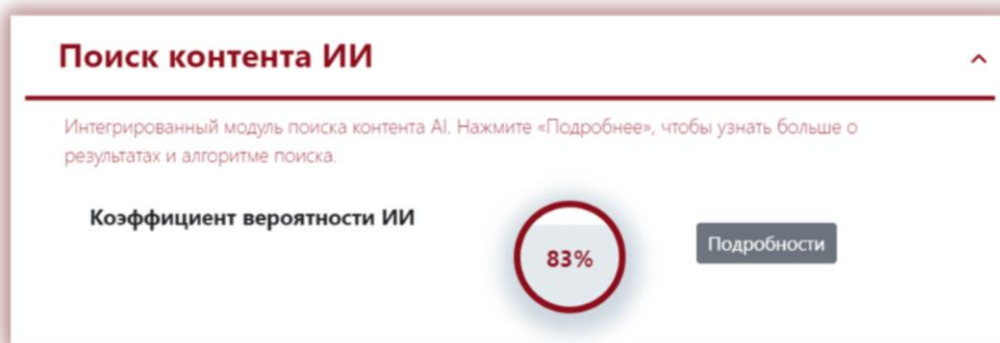 Поиск контента ИИ
Интегрированный модуль поиска контента AI. Нажмите «Подробнее», чтобы узнать больше о
результатах и алгоритме поиска.
Коэффициент вероятности ИИ
83%
Подробности